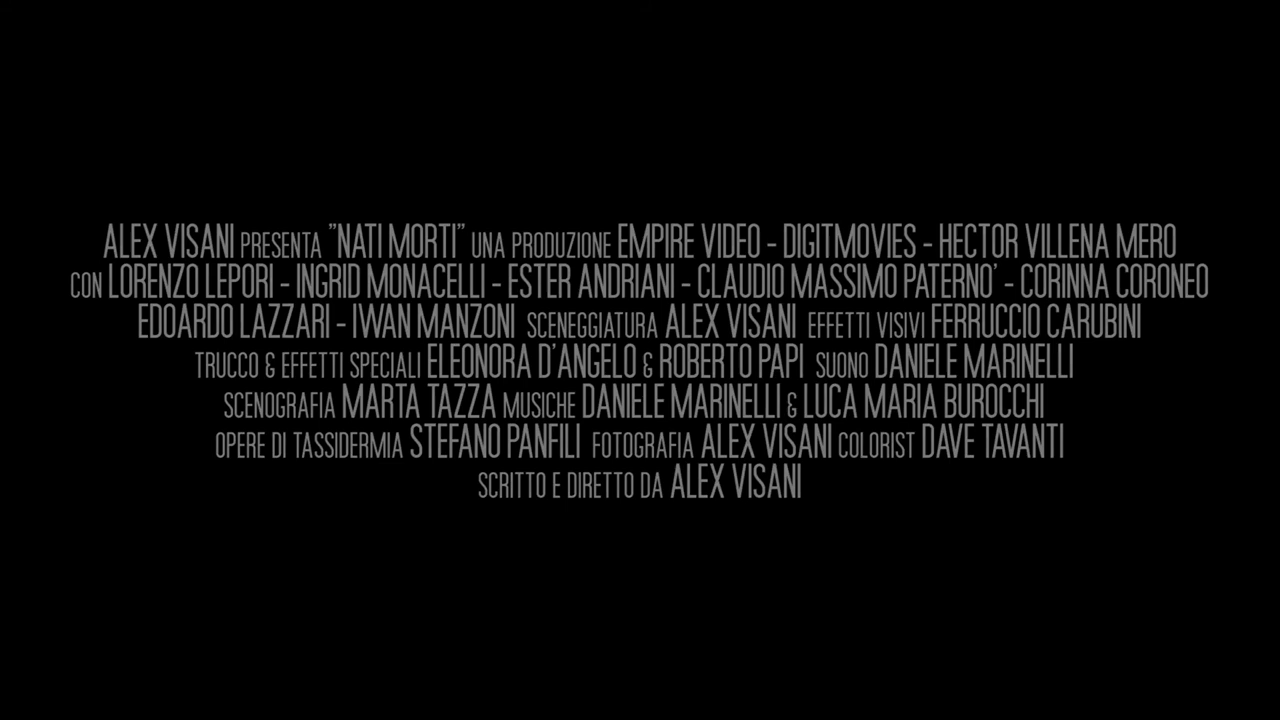 ALEX VISANI PRESENTA "NATI MORTI" UNA PRODUZIONE EMPIRE VIDEO - DIGITMOVIES - HECTOR VILLENA MERO
CON LORENZO LEPORI - INGRID MONACELLI - ESTER ANDRIANI - CLAUDIO MASSIMO PATERNO' - CORINNA CORONEO
EDOARDO LAZZARI - IWAN MANZONI SCENEGGIATURA ALEX VISANI EFFETTI VISIVI FERRUCCIO CARUBINI
TRUCCO & EFFETTI SPECIALI ELEONORA D'ANGELO & ROBERTO PAPI SUONO DANIELE MARINELLI
SCENOGRAFIA MARTA TAZZA MUSICHE DANIELE MARINELLI & LUCA MARIA BUROCCHI
OPERE DI TASSIDERMIA STEFANO PANFILI FOTOGRAFIA ALEX VISANI COLORIST DAVE TAVANTI
SCRITTO E DIRETTO DA ALEX VISANI